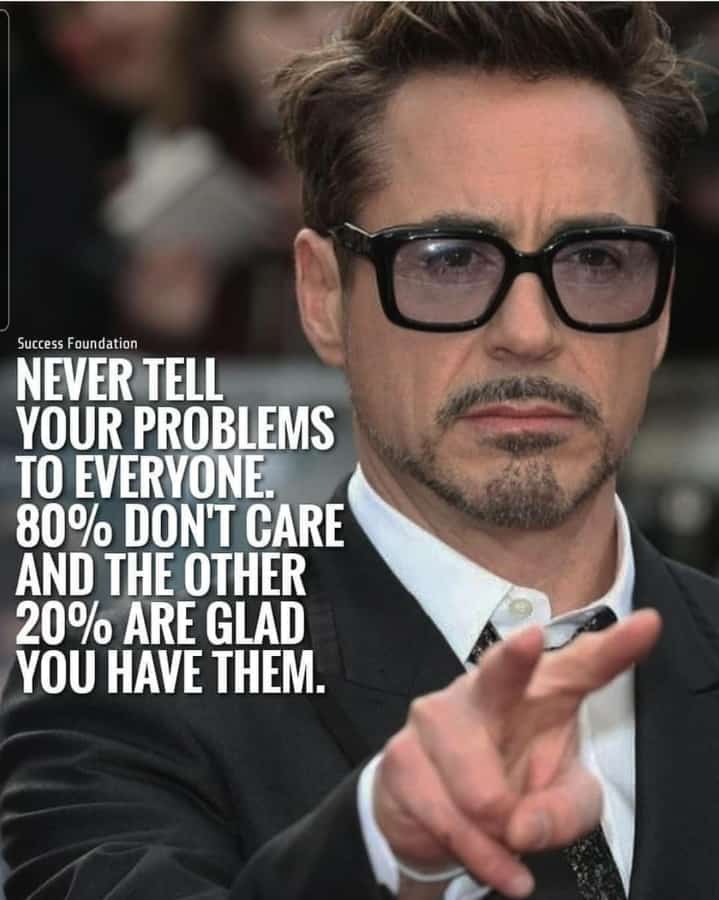 Success Foundation
NEVER TELL
YOUR PROBLEMS
TO EVERYONE.
80% DON'T CARE
AND THE OTHER
20% ARE GLAD
YOU HAVE THEM.